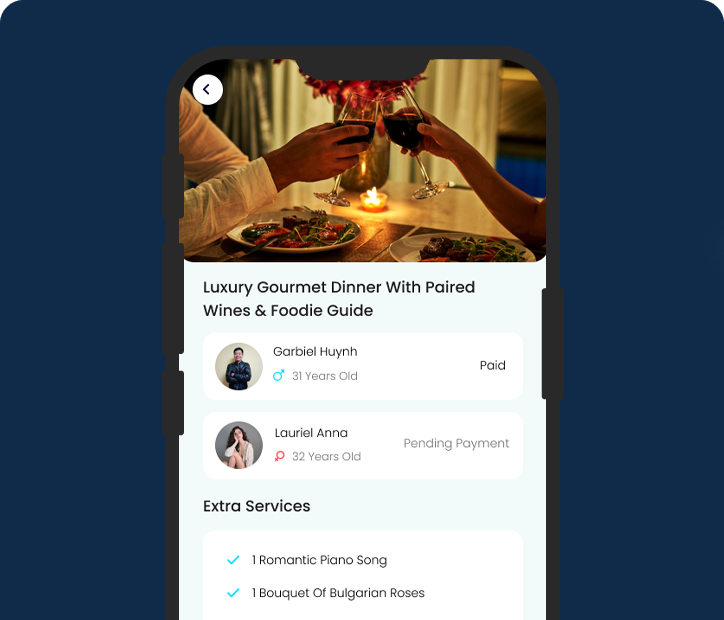 Luxury Gourmet Dinner With Paired
Wines & Foodie Guide
Garbiel Huynh
31 Years Old
Paid
Lauriel Anna
32 Years Old
Pending Payment
Extra Services
1 Romantic Piano Song
1 Bouquet Of Bulgarian Roses